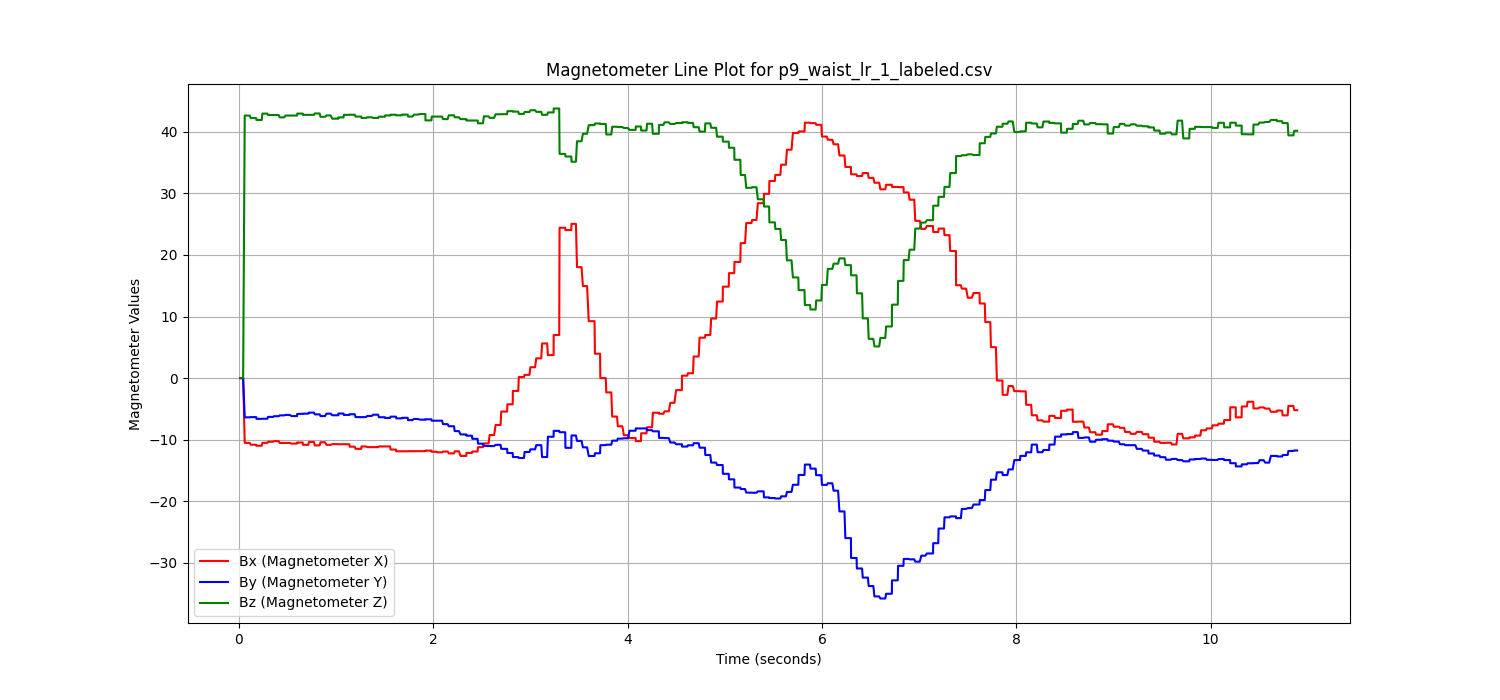 Magnetometer Line Plot for p9_waist_lr_1_labeled.csv
Magnetometer Values
40
30
20
10
0
−10
−20
−30
Bx (Magnetometer X)
By (Magnetometer Y)
Bz (Magnetometer Z)
0 2 4 6 8 10
Time (seconds)